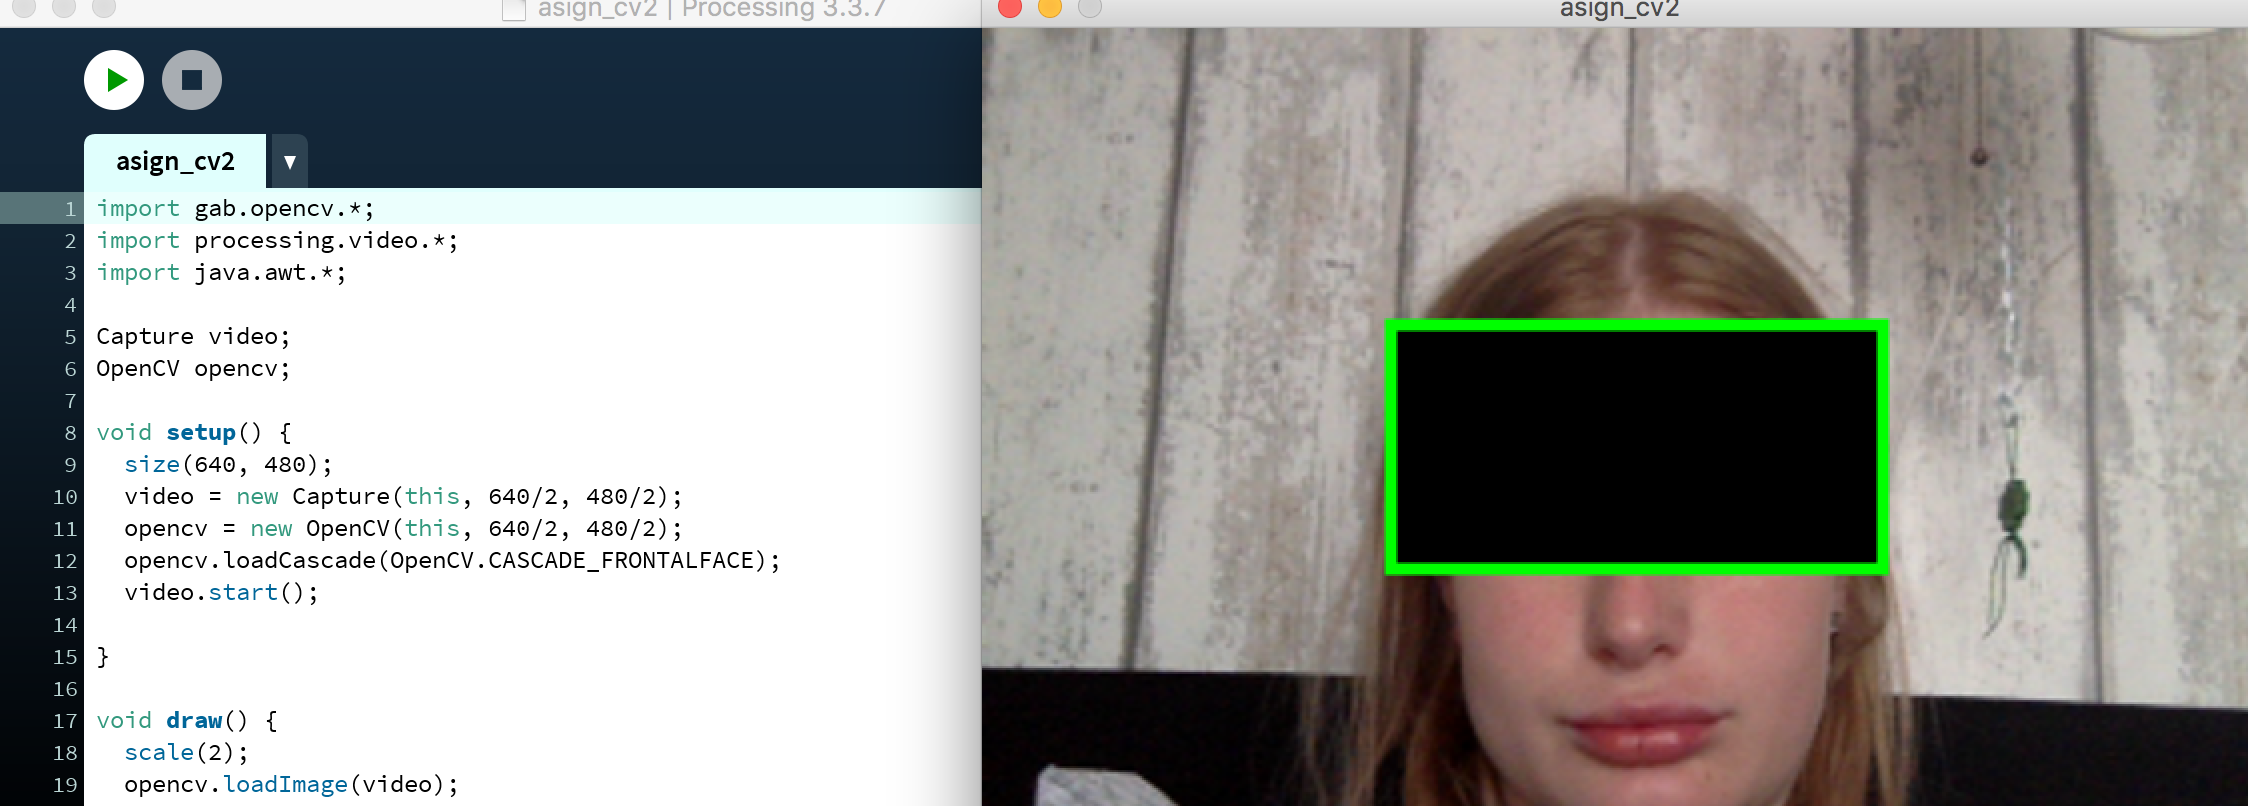 asign_cv2 | Processing 3.3.7
asign_cv2
asign_cv2 ▼
1 import gab.opencv.*;
2 import processing.video.*;
3 import java.awt.*;
4
5 Capture video;
6 OpenCV opencv;
7
8 void setup() {
9   size(640, 480);
10   video = new Capture(this, 640/2, 480/2);
11   opencv = new OpenCV(this, 640/2, 480/2);
12   opencv.loadCascade(OpenCV.CASCADE_FRONTALFACE);
13   video.start();
14
15 }
16
17 void draw() {
18   scale(2);
19   opencv.loadImage(video);